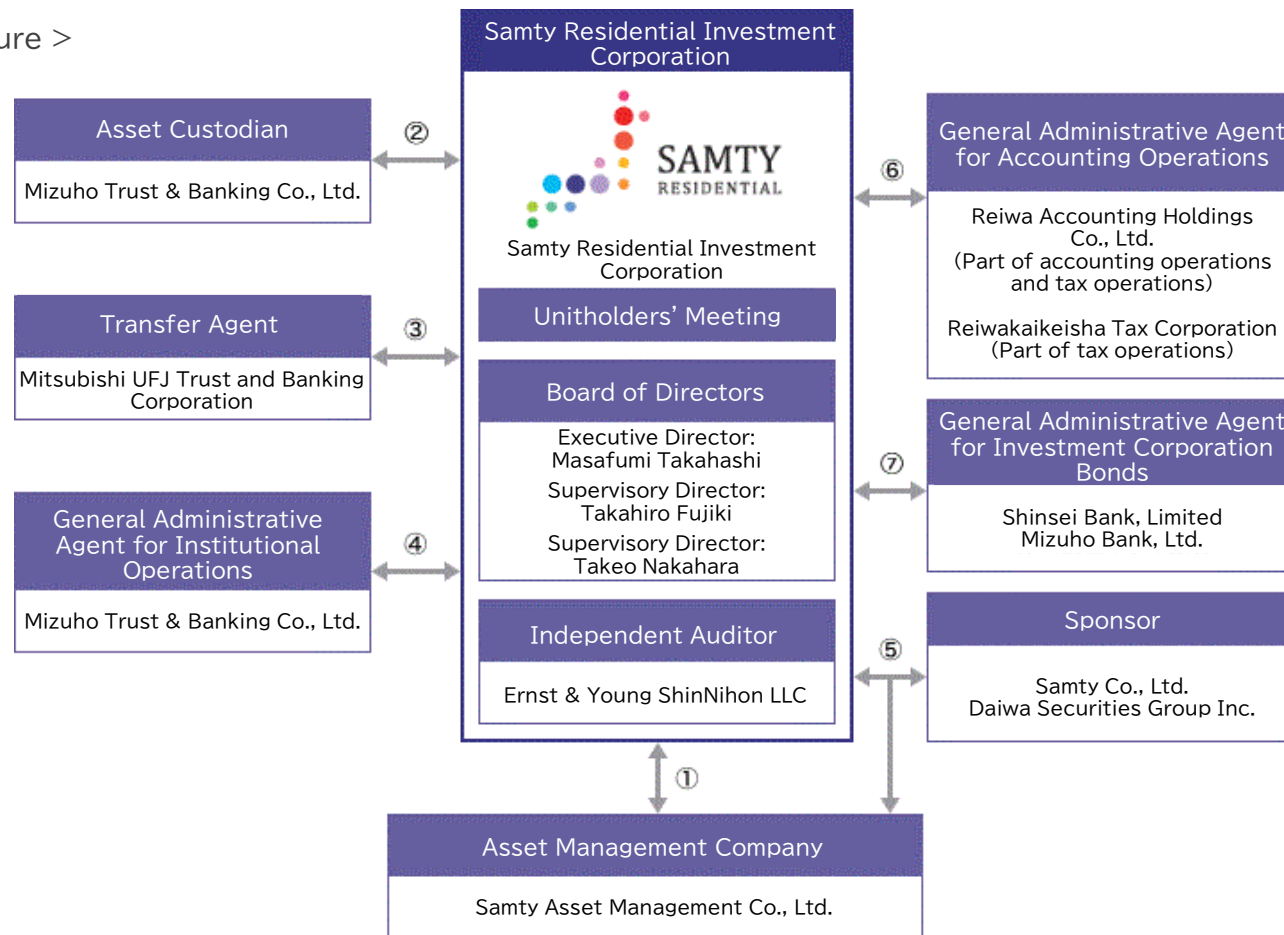 ure >
Samty Residential Investment
Corporation
SAMTY
RESIDENTIAL
Samty Residential Investment
Corporation
Unitholders’ Meeting
Board of Directors
Executive Director:
Masafumi Takahashi
Supervisory Director:
Takahiro Fujiki
Supervisory Director:
Takeo Nakahara
Independent Auditor
Ernst & Young ShinNihon LLC
Asset Custodian
Mizuho Trust & Banking Co., Ltd.
②
Transfer Agent
Mitsubishi UFJ Trust and Banking
Corporation
③
General Administrative
Agent for Institutional
Operations
Mizuho Trust & Banking Co., Ltd.
④
General Administrative Agent
for Accounting Operations
Reiwa Accounting Holdings
Co., Ltd.
(Part of accounting operations
and tax operations)
Reiwakaikeisha Tax Corporation
(Part of tax operations)
⑥
General Administrative Agent
for Investment Corporation
Bonds
Shinsei Bank, Limited
Mizuho Bank, Ltd.
⑦
Sponsor
Samty Co., Ltd.
Daiwa Securities Group Inc.
⑤
①
Asset Management Company
Samty Asset Management Co., Ltd.